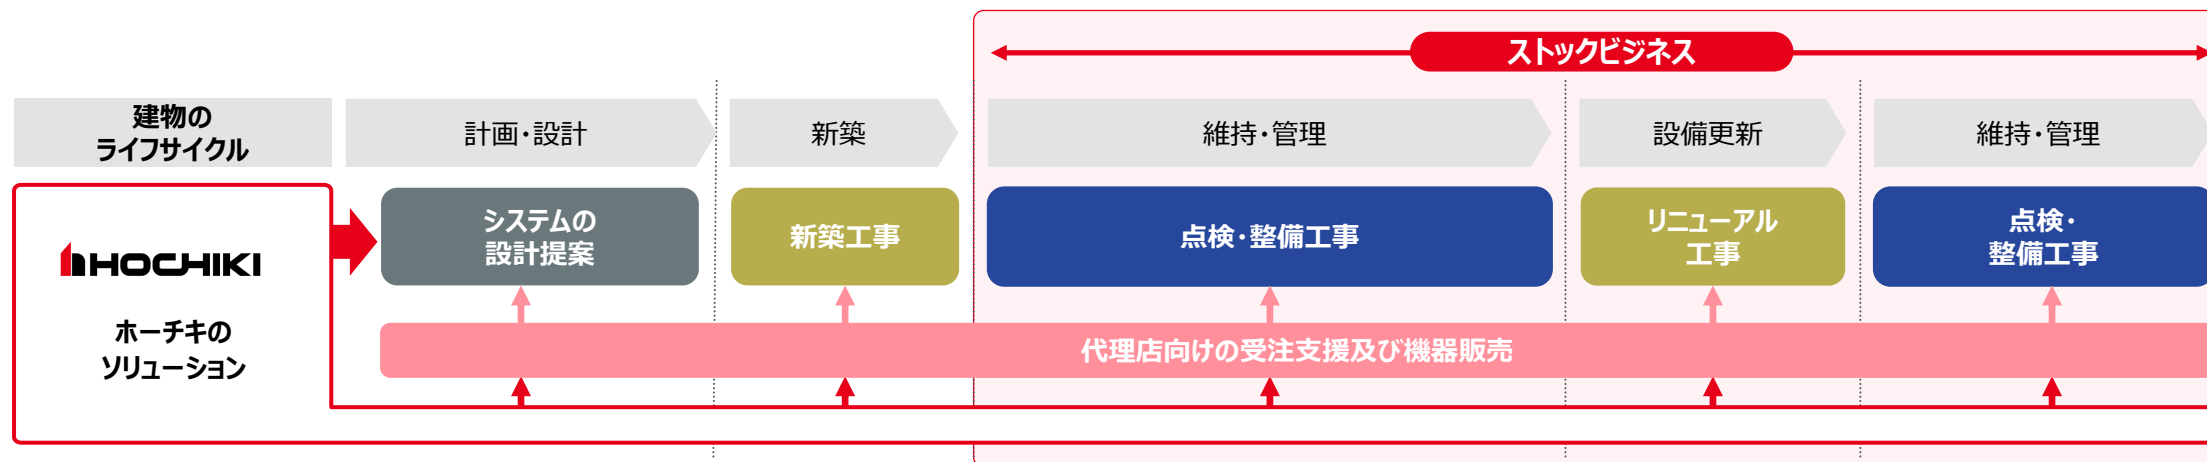 ストックビジネス
建物の
ライフサイクル
計画・設計
新築
維持・管理
設備更新
維持・管理
HOCHIKI
ホーチキの
ソリューション
システムの
設計提案
新築工事
点検・整備工事
リニューアル
工事
点検・
整備工事
代理店向けの受注支援及び機器販売